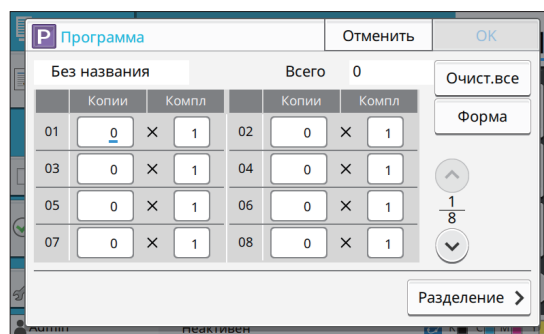 P Программа Отменить OK
Без названия Всего 0 Очист.все
Копии Компл Копии Компл
Форма
01 0 × 1 02 0 × 1
03 0 × 1 04 0 × 1
05 0 × 1 06 0 × 1
1
8
07 0 × 1 08 0 × 1
Разделение
Admin Неактивен